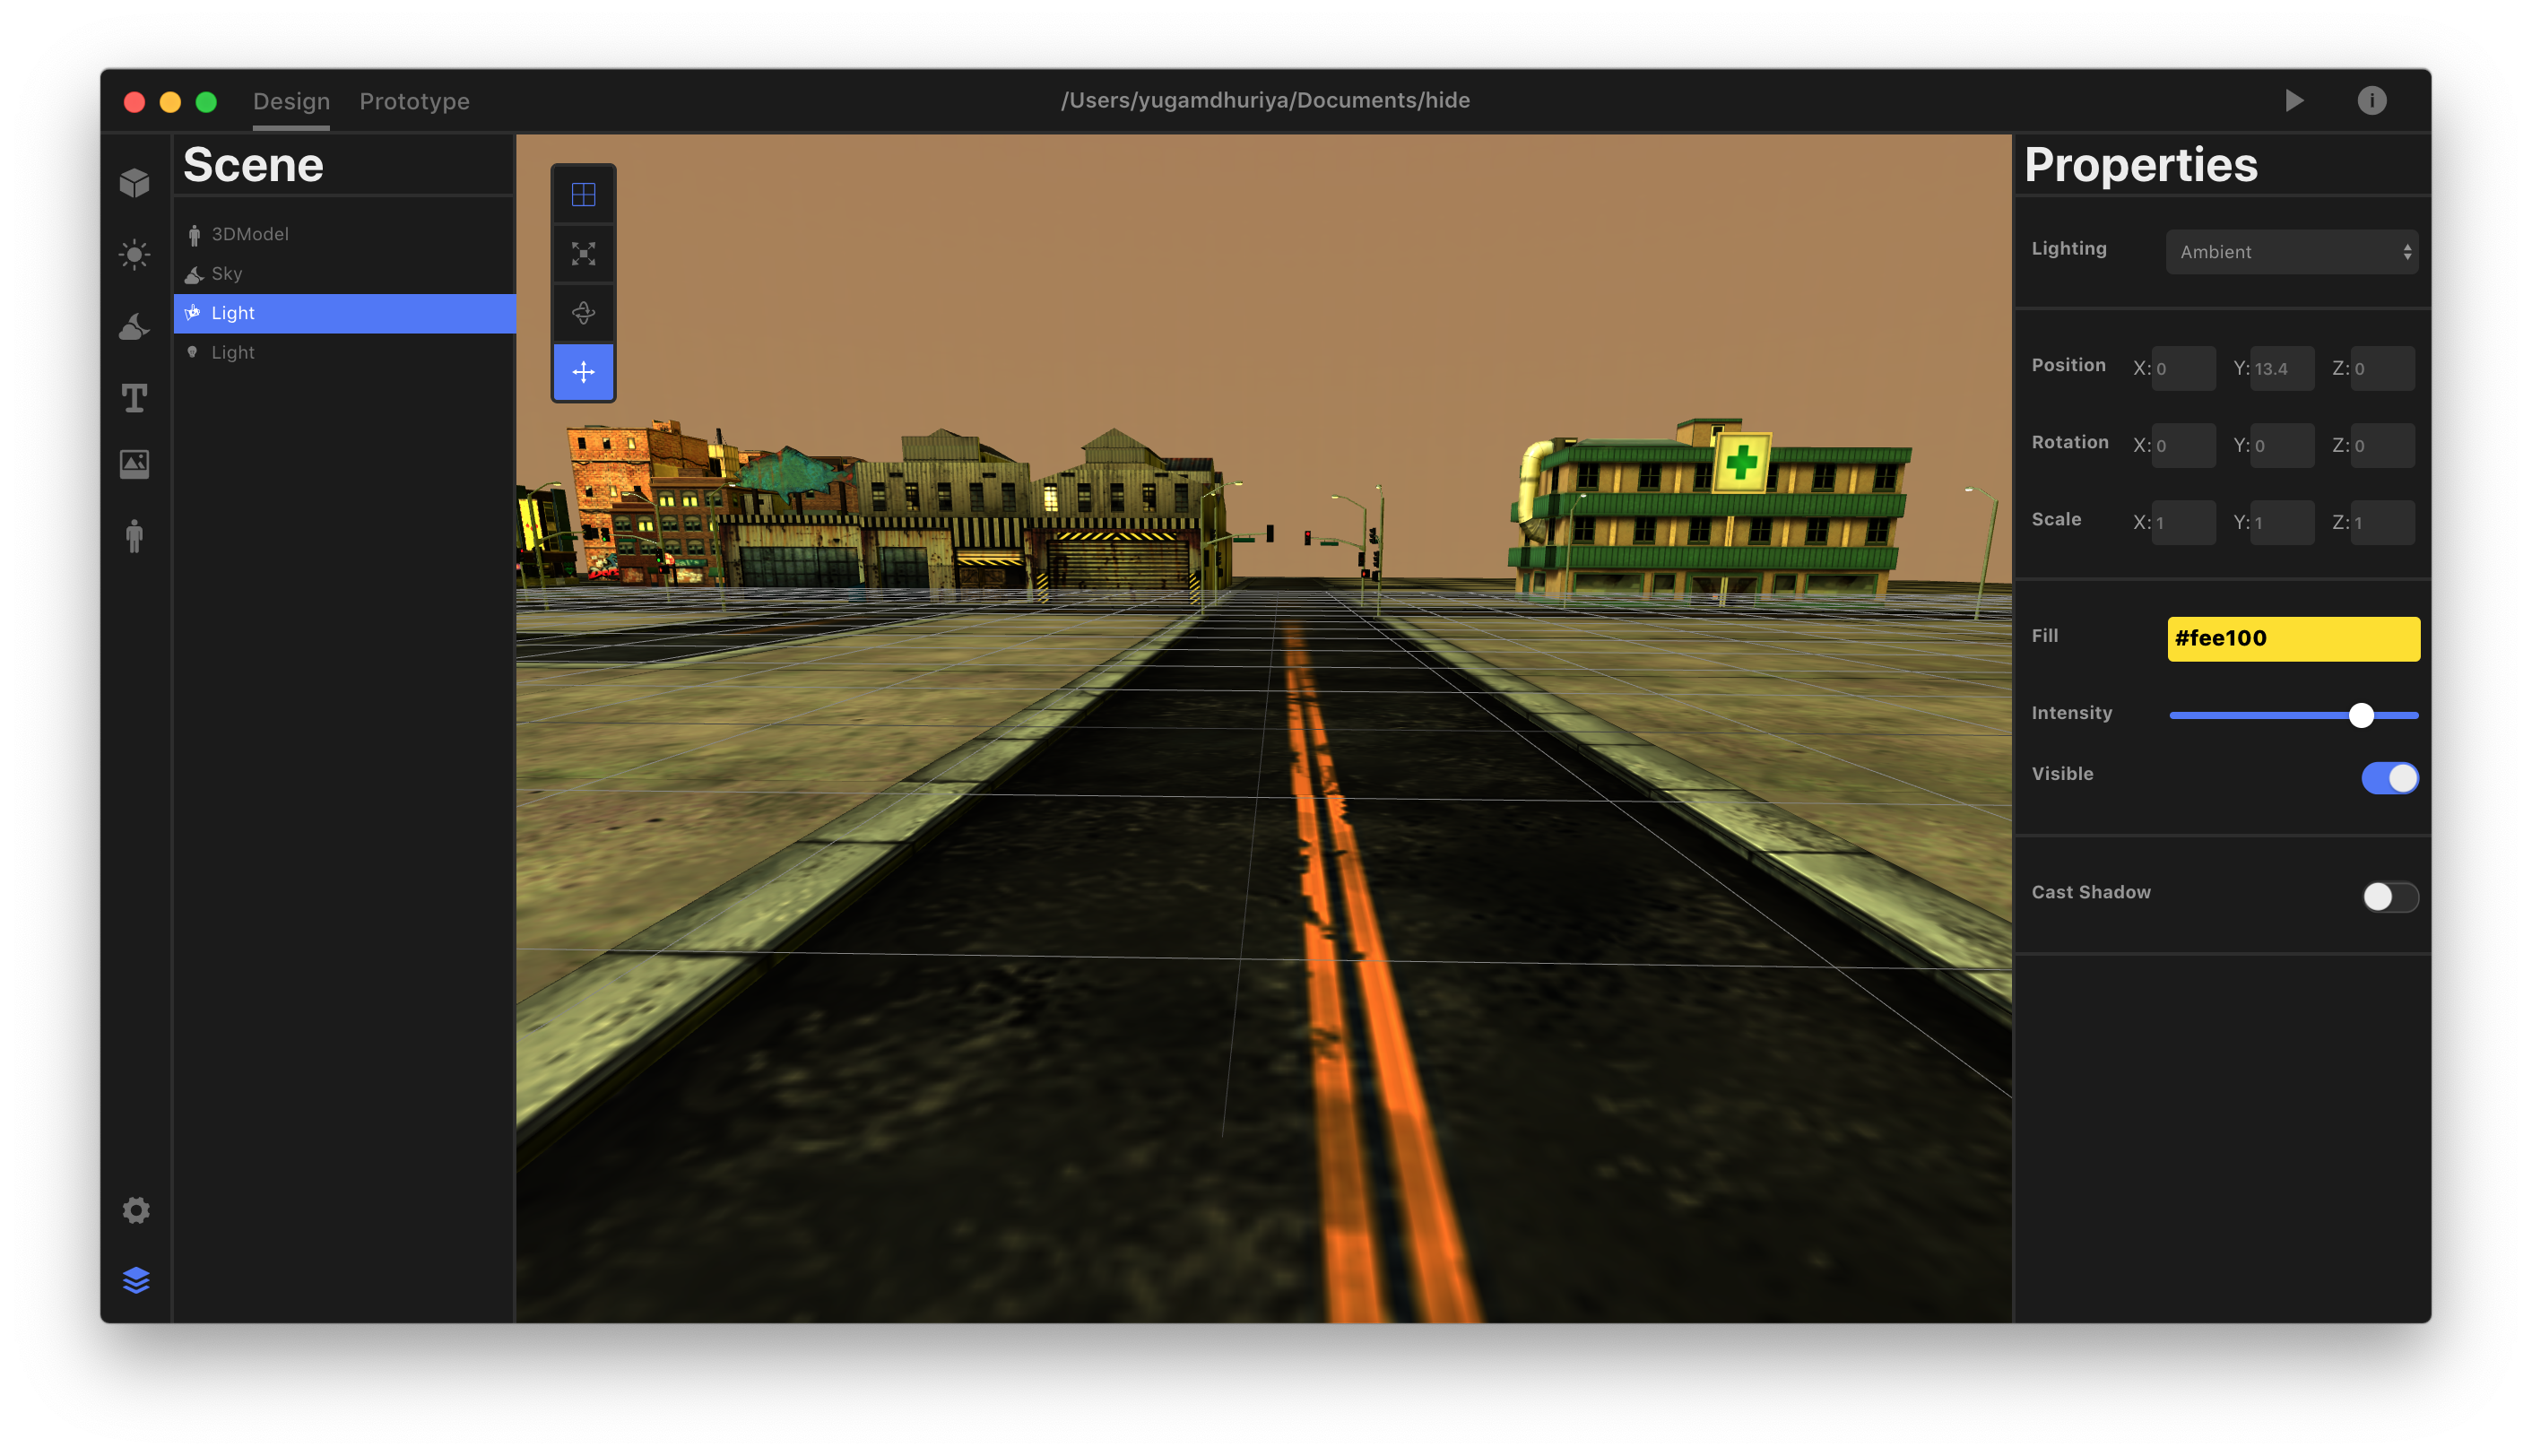 Design Prototype /Users/yugamdhuriya/Documents/hide
Scene
3DModel
Sky
Light
Light
Properties
Lighting Ambient
Position X: 0 Y: 13.4 Z: 0
Rotation X: 0 Y: 0 Z: 0
Scale X: 1 Y: 1 Z: 1
Fill #fee100
Intensity
Visible
Cast Shadow